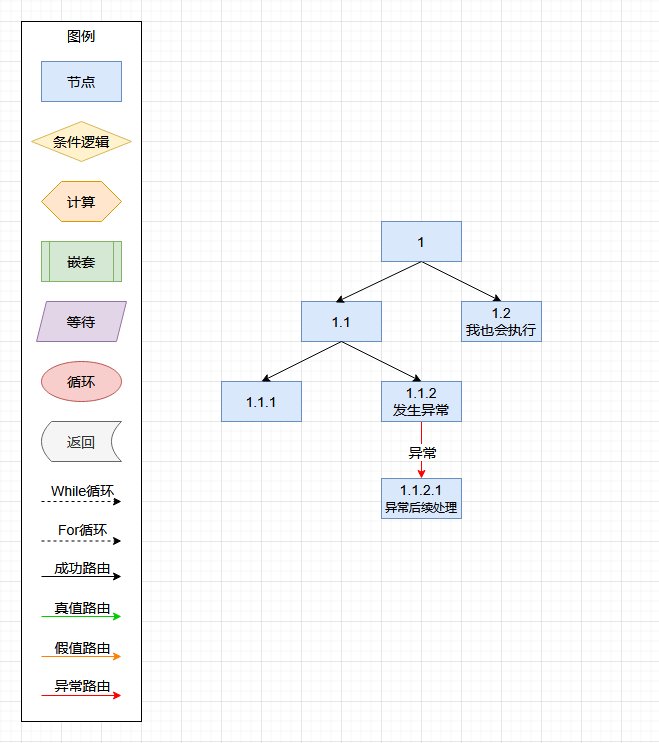 图例
节点
条件逻辑
计算
嵌套
等待
循环
返回
While循环
For循环
成功路由
真值路由
假值路由
异常路由
1
1.1
1.2
我也会执行
1.1.1
1.1.2
发生异常
异常
1.1.2.1
异常后续处理